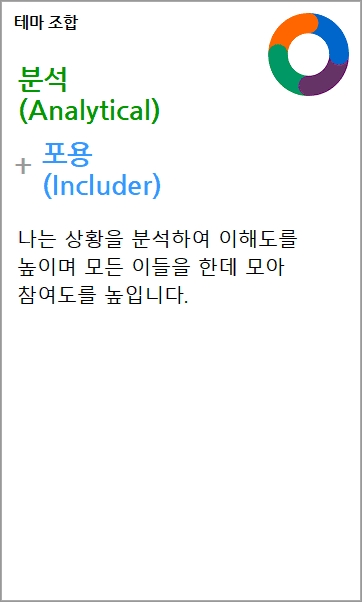 테마 조합
분석
(Analytical)
+ 포용
(Includer)
나는 상황을 분석하여 이해도를
높이며 모든 이들을 한데 모아
참여도를 높입니다.